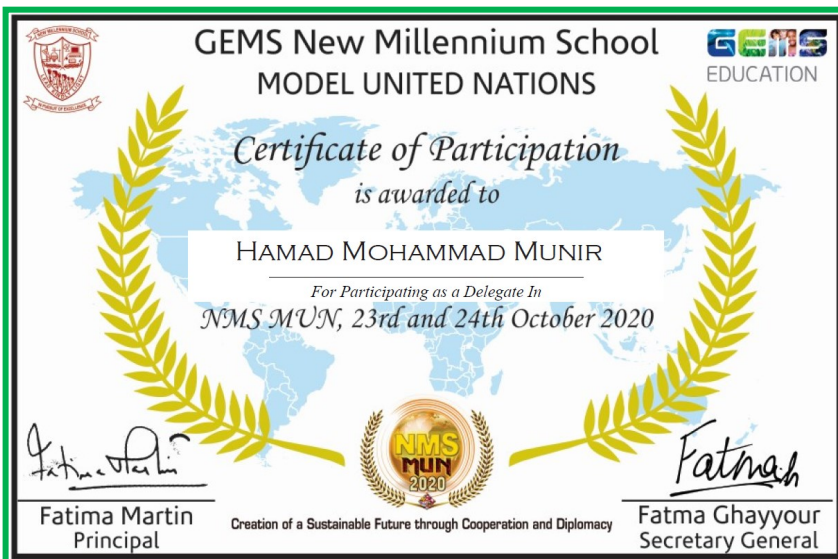 GEMS New Millennium School
MODEL UNITED NATIONS
GEMS
EDUCATION
Certificate of Participation
is awarded to
HAMAD MOHAMMAD MUNIR
For Participating as a Delegate In
NMS MUN, 23rd and 24th October 2020
NMS
MUN
2020
Fatmah
Fatima Martin
Principal
Creation of a Sustainable Future through Cooperation and Diplomacy
Fatma Ghayyour
Secretary General